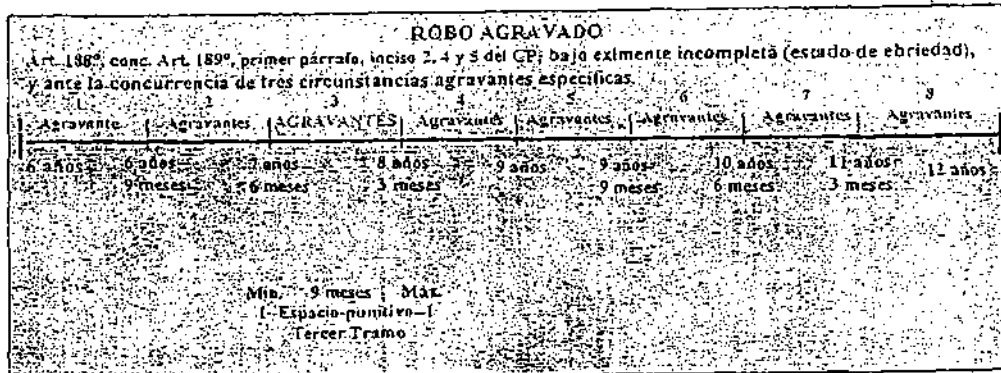 ROBO AGRAVADO
Art. 188º, conc. Art. 189º, primer párrafo, inciso 2, 4 y 5 del CP; bajo eximente incompleta (estado de ebriedad),
y ante la concurrencia de tres circunstancias agravantes específicas
1 2 3 4 5 6 7 8
Agravante Agravantes AGRAVANTES Agravantes Agravantes Agravantes Agravantes Agravantes
6 años 6 años 7 años 8 años 9 años 9 años 10 años 11 años 12 años
9 meses 6 meses 3 meses 9 meses 6 meses 3 meses
Min. 9 meses Máx.
I--Espacio punitivo--I
Tercer Tramo